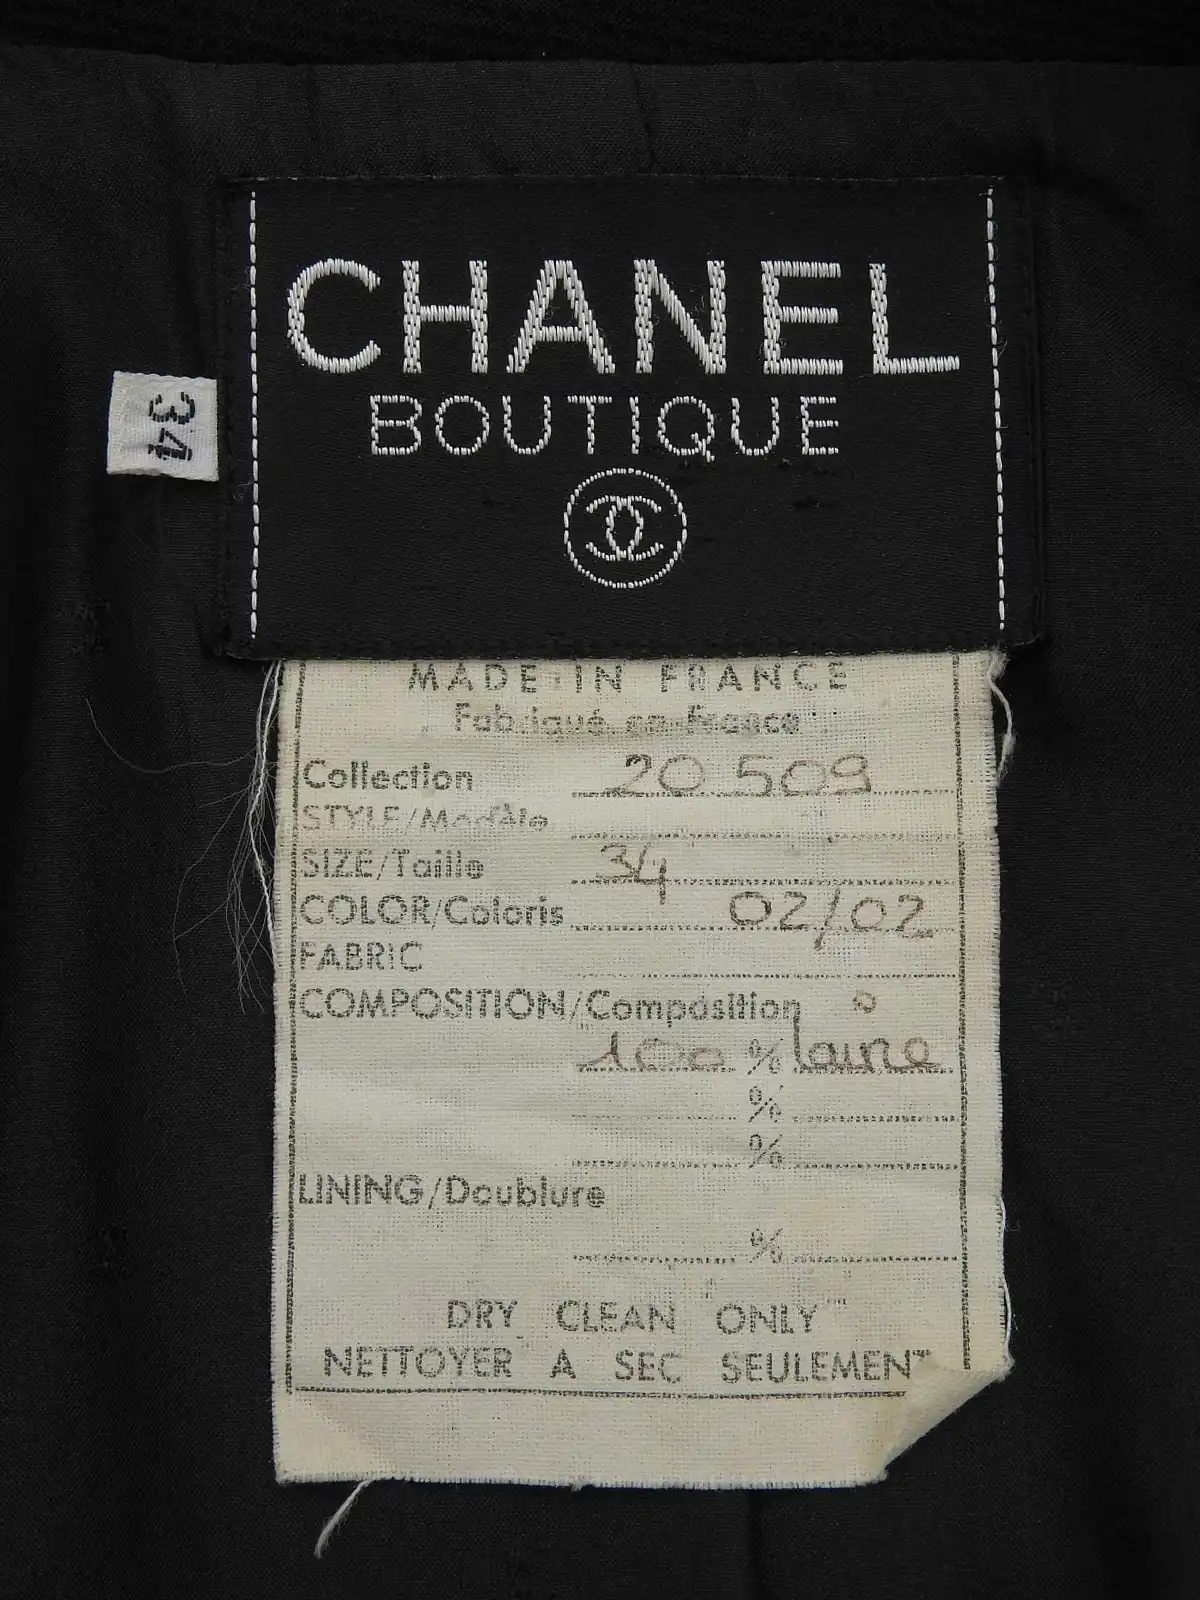 CHANEL
BOUTIQUE
34
MADE IN FRANCE
Fabriqué en France
Collection 20 509
STYLE/Modèle
SIZE/Taille 34
COLOR/Coloris 02/02
FABRIC
COMPOSITION/Composition
100 % laine
%
%
LINING/Doublure
%
DRY CLEAN "ONLY"
NETTOYER A SEC SEULEMENT